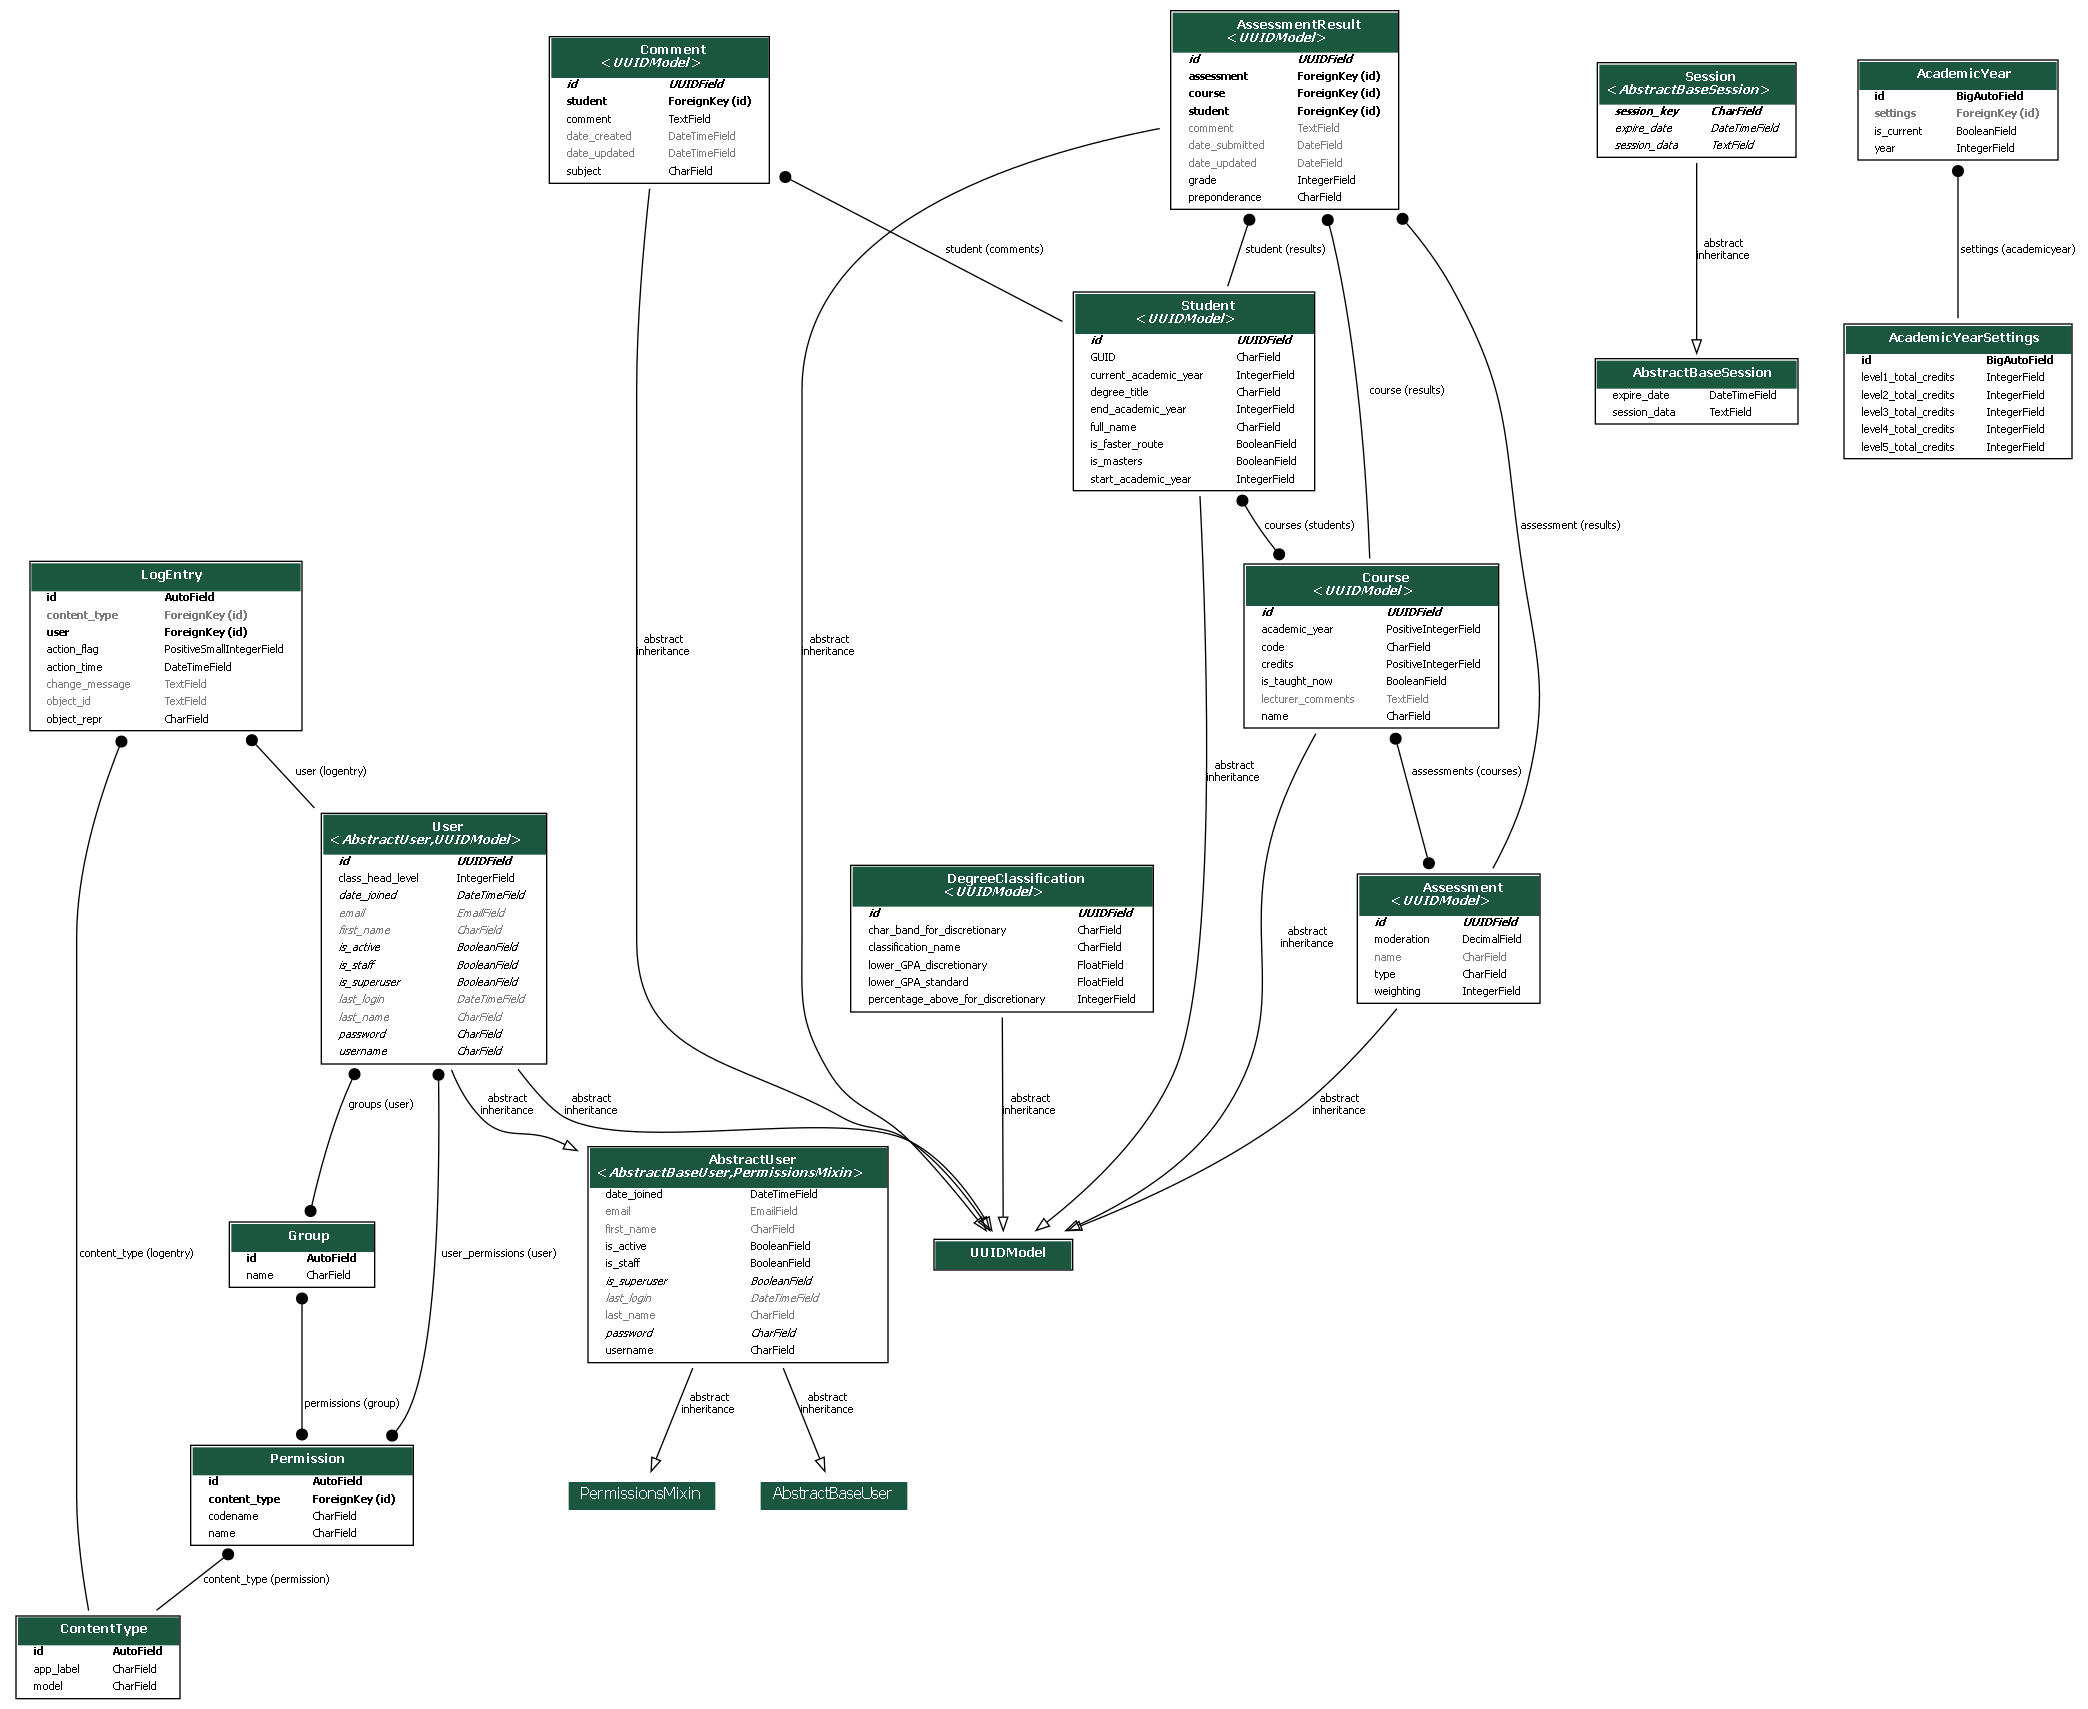 Comment
<UUIDModel>
id UUIDField
student ForeignKey (id)
comment TextField
date_created DateTimeField
date_updated DateTimeField
subject CharField
AssessmentResult
<UUIDModel>
id UUIDField
assessment ForeignKey (id)
course ForeignKey (id)
student ForeignKey (id)
comment TextField
date_submitted DateField
date_updated DateField
grade IntegerField
preponderance CharField
Session
<AbstractBaseSession>
session_key CharField
expire_date DateTimeField
session_data TextField
AcademicYear
id BigAutoField
settings ForeignKey (id)
is_current BooleanField
year IntegerField
student (comments)
student (results)
abstract
inheritance
settings (academicyear)
Student
<UUIDModel>
id UUIDField
GUID CharField
current_academic_year IntegerField
degree_title CharField
end_academic_year IntegerField
full_name CharField
is_faster_route BooleanField
is_masters BooleanField
start_academic_year IntegerField
course (results)
AbstractBaseSession
expire_date DateTimeField
session_data TextField
AcademicYearSettings
id BigAutoField
level1_total_credits IntegerField
level2_total_credits IntegerField
level3_total_credits IntegerField
level4_total_credits IntegerField
level5_total_credits IntegerField
courses (students)
assessment (results)
LogEntry
id AutoField
content_type ForeignKey (id)
user ForeignKey (id)
action_flag PositiveSmallIntegerField
action_time DateTimeField
change_message TextField
object_id TextField
object_repr CharField
abstract
inheritance
abstract
inheritance
Course
<UUIDModel>
id UUIDField
academic_year PositiveIntegerField
code CharField
credits PositiveIntegerField
is_taught_now BooleanField
lecturer_comments TextField
name CharField
user (logentry)
abstract
inheritance
assessments (courses)
User
<AbstractUser,UUIDModel>
id UUIDField
class_head_level IntegerField
date_joined DateTimeField
email EmailField
first_name CharField
is_active BooleanField
is_staff BooleanField
is_superuser BooleanField
last_login DateTimeField
last_name CharField
password CharField
username CharField
DegreeClassification
<UUIDModel>
id UUIDField
char_band_for_discretionary CharField
classification_name CharField
lower_GPA_discretionary FloatField
lower_GPA_standard FloatField
percentage_above_for_discretionary IntegerField
abstract
inheritance
Assessment
<UUIDModel>
id UUIDField
moderation DecimalField
name CharField
type CharField
weighting IntegerField
groups (user)
abstract
inheritance
abstract
inheritance
abstract
inheritance
abstract
inheritance
content_type (logentry)
Group
id AutoField
name CharField
user_permissions (user)
AbstractUser
<AbstractBaseUser,PermissionsMixin>
date_joined DateTimeField
email EmailField
first_name CharField
is_active BooleanField
is_staff BooleanField
is_superuser BooleanField
last_login DateTimeField
last_name CharField
password CharField
username CharField
UUIDModel
permissions (group)
abstract
inheritance
abstract
inheritance
Permission
id AutoField
content_type ForeignKey (id)
codename CharField
name CharField
PermissionsMixin
AbstractBaseUser
content_type (permission)
ContentType
id AutoField
app_label CharField
model CharField